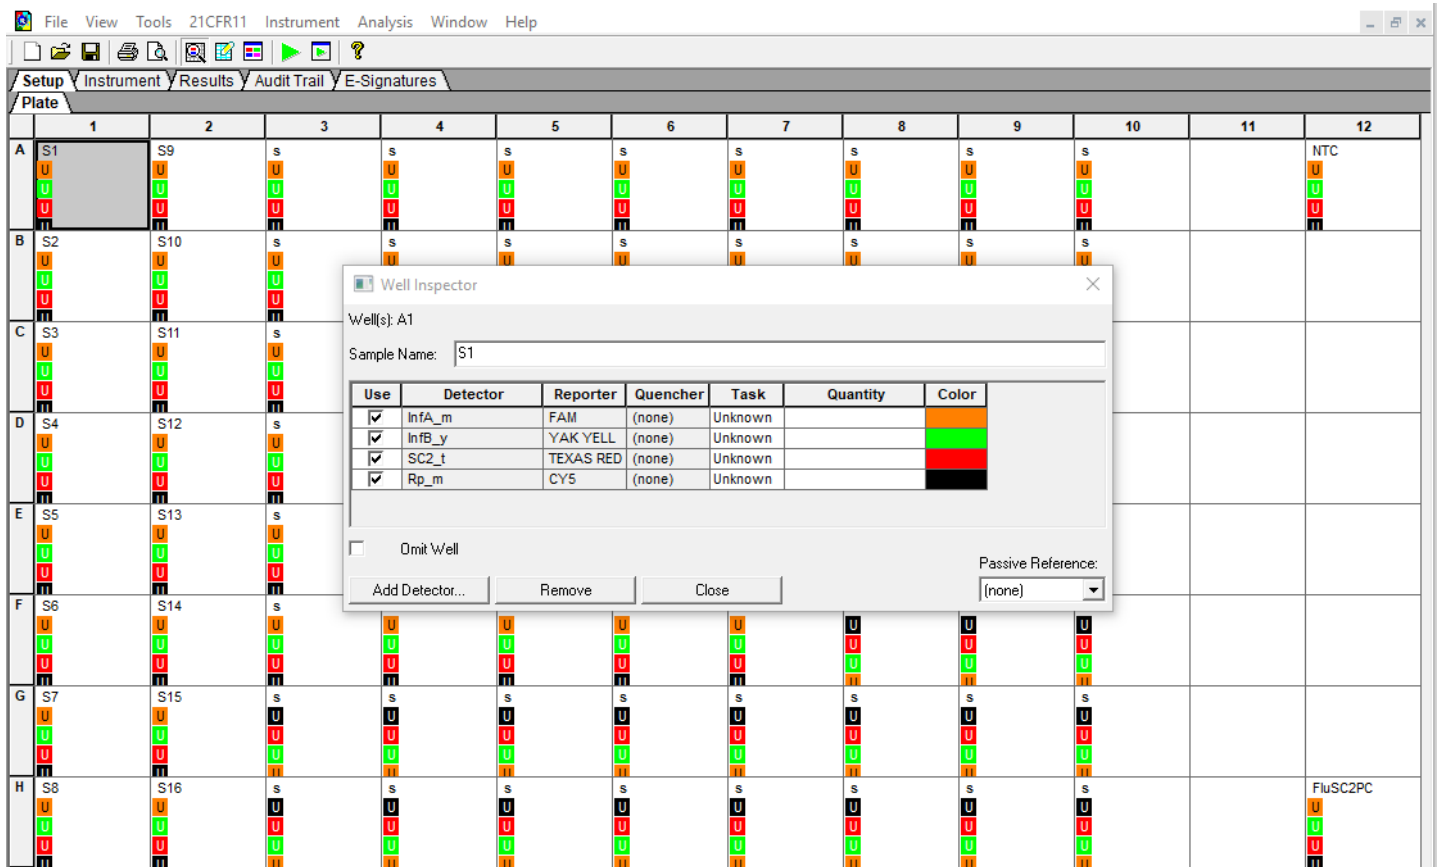 File View Tools 21CFR11 Instrument Analysis Window Help
Setup Instrument Results Audit Trail E-Signatures
Plate
1 2 3 4 5 6 7 8 9 10 11 12
A S1 S9 s s s s s s s s NTC
U U U U U U U U U U U
U U U U U U U U U U U
U U U U U U U U U U U
U U U U U U U U U U U
B S2 S10 s s s s s s s s
U U U U U U U U U U
U U U
U U U
U U U
Well Inspector
Well(s): A1
Sample Name: S1
Use Detector Reporter Quencher Task Quantity Color
InfA_m FAM (none) Unknown
InfB_y YAK YELL (none) Unknown
SC2_t TEXAS RED (none) Unknown
Rp_m CY5 (none) Unknown
Omit Well
Passive Reference:
Add Detector... Remove Close (none)
C S3 S11 s
U U U
U U U
U U U
U U U
D S4 S12 s
U U U
U U U
U U U
U U U
E S5 S13 s
U U U
U U U
U U U
U U U
F S6 S14 s
U U U U U U U U U U
U U U U U U U U U U
U U U U U U U U U U
U U U U U U U U U U
G S7 S15 s s s s s s s s
U U U U U U U U U U
U U U U U U U U U U
U U U U U U U U U U
U U U U U U U U U U
H S8 S16 s s s s s s s s FluSC2PC
U U U U U U U U U U U
U U U U U U U U U U U
U U U U U U U U U U U
U U U U U U U U U U U